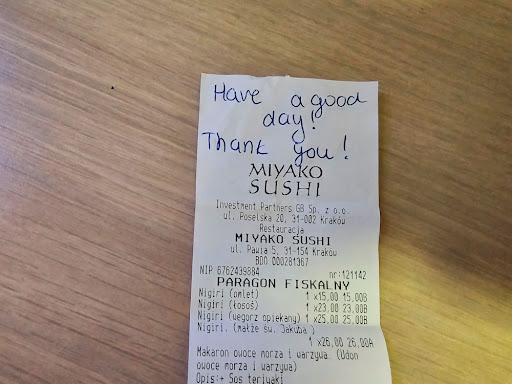 Have a good
day!
Thank you!
MIYAKO
SUSHI
Investment Partners GB Sp. z o.o.
ul. Poselska 20, 31-002 Kraków
Restauracja
MIYAKO SUSHI
ul. Pawia 5, 31-154 Kraków
BDO 000281367
NIP 6762439884 nr:121142
PARAGON FISKALNY
Nigiri (omlet) 1 x15,00 15,00B
Nigiri (łosoś) 1 x23,00 23,00B
Nigiri (węgorz opiekany) 1 x25,00 25,00B
Nigiri. (małże św. Jakuba )
1 x26,00 26,00A
Makaron owoce morza i warzywa. (Udon
owoce morza i warzywa)
Opis:+ Sos teriyaki